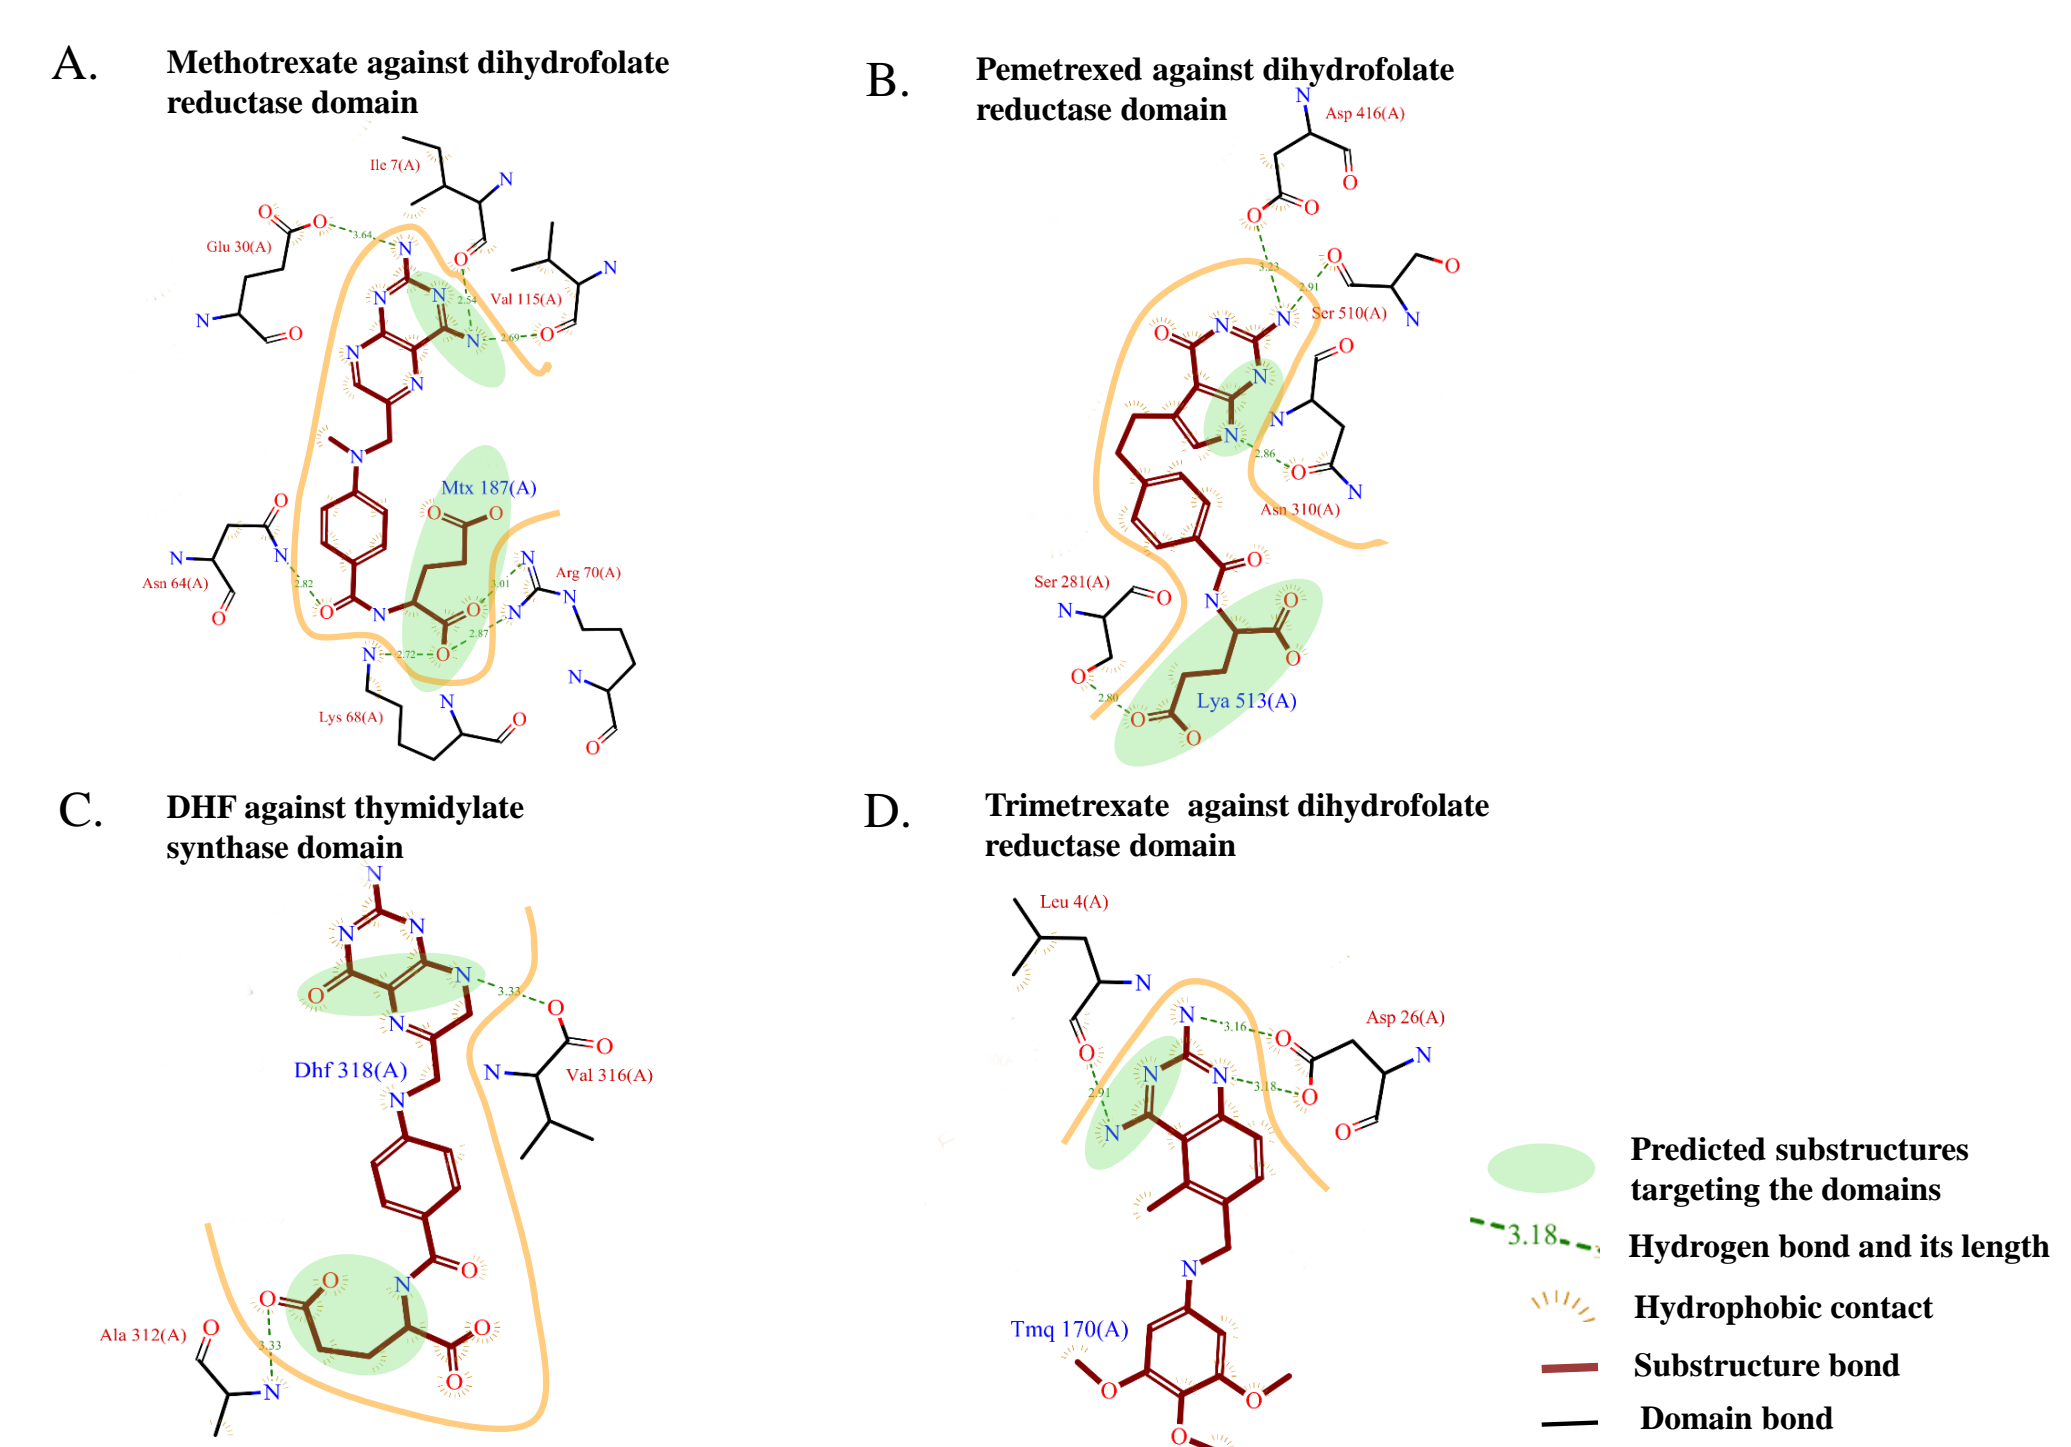 A.
Methotrexate against dihydrofolate
reductase domain
Ile 7(A)
N
O
Glu 30(A)
O
O
N
O
3.64
N
N
N
N
N
N
2.54
Val 115(A)
N
O
2.69
N
Mtx 187(A)
O
O
Asn 64(A)
N
O
N
O
2.82
O
N
O
O
3.01
2.87
2.72
Arg 70(A)
N
N
N
N
O
Lys 68(A)
N
N
O
B.
Pemetrexed against dihydrofolate
reductase domain
N
Asp 416(A)
O
O
O
3.23
2.91
O
O
N
Ser 510(A)
O
N
N
N
N
2.86
O
N
O
N
Asn 310(A)
O
N
Ser 281(A)
N
O
O
2.80
O
O
O
O
Lya 513(A)
C.
DHF against thymidylate
synthase domain
N
N
N
N
O
N
3.33
O
O
N
Val 316(A)
Dhf 318(A)
N
N
O
O
O
O
O
Ala 312(A)
O
3.33
N
D.
Trimetrexate against dihydrofolate
reductase domain
Leu 4(A)
N
O
2.91
N
N
N
N
3.16
3.18
O
O
Asp 26(A)
N
O
N
Tmq 170(A)
O
O
O
Predicted substructures
targeting the domains
3.18
Hydrogen bond and its length
Hydrophobic contact
Substructure bond
Domain bond